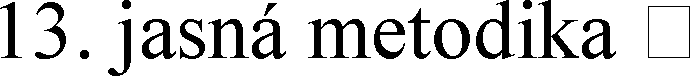 13. jasná metodika □